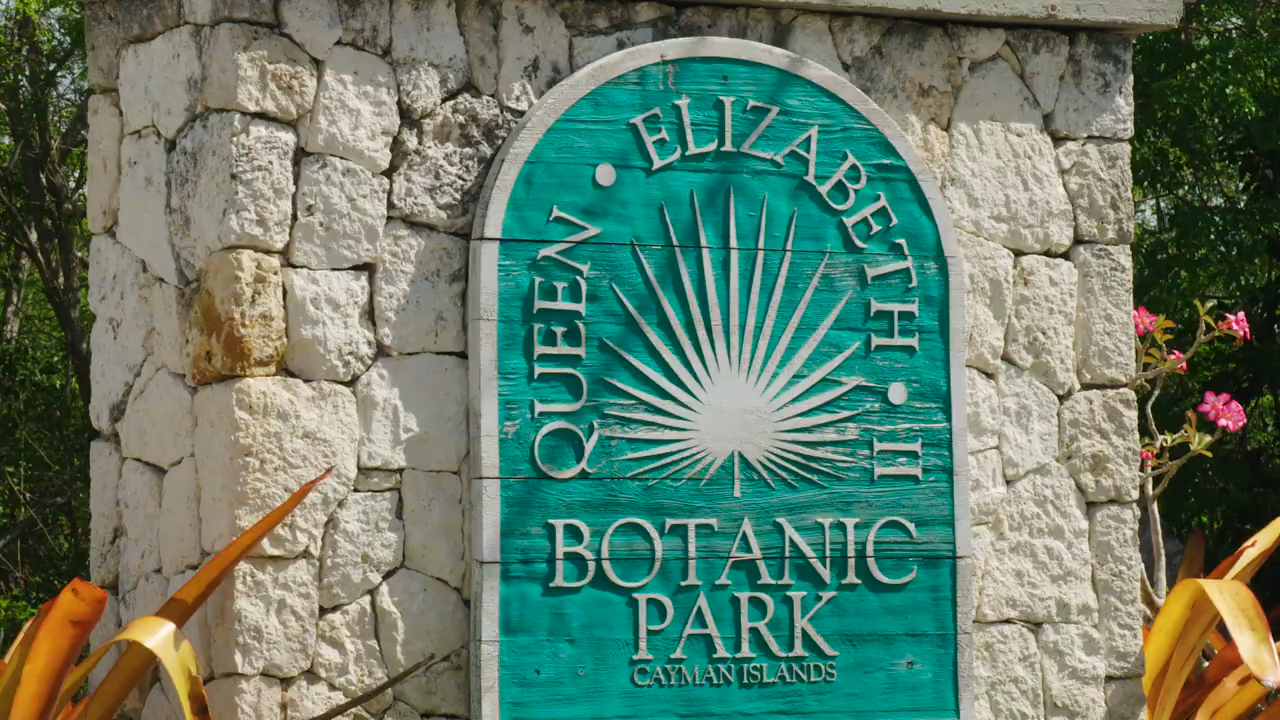 QUEEN • ELIZABETH • II
BOTANIC
PARK
CAYMAN ISLANDS